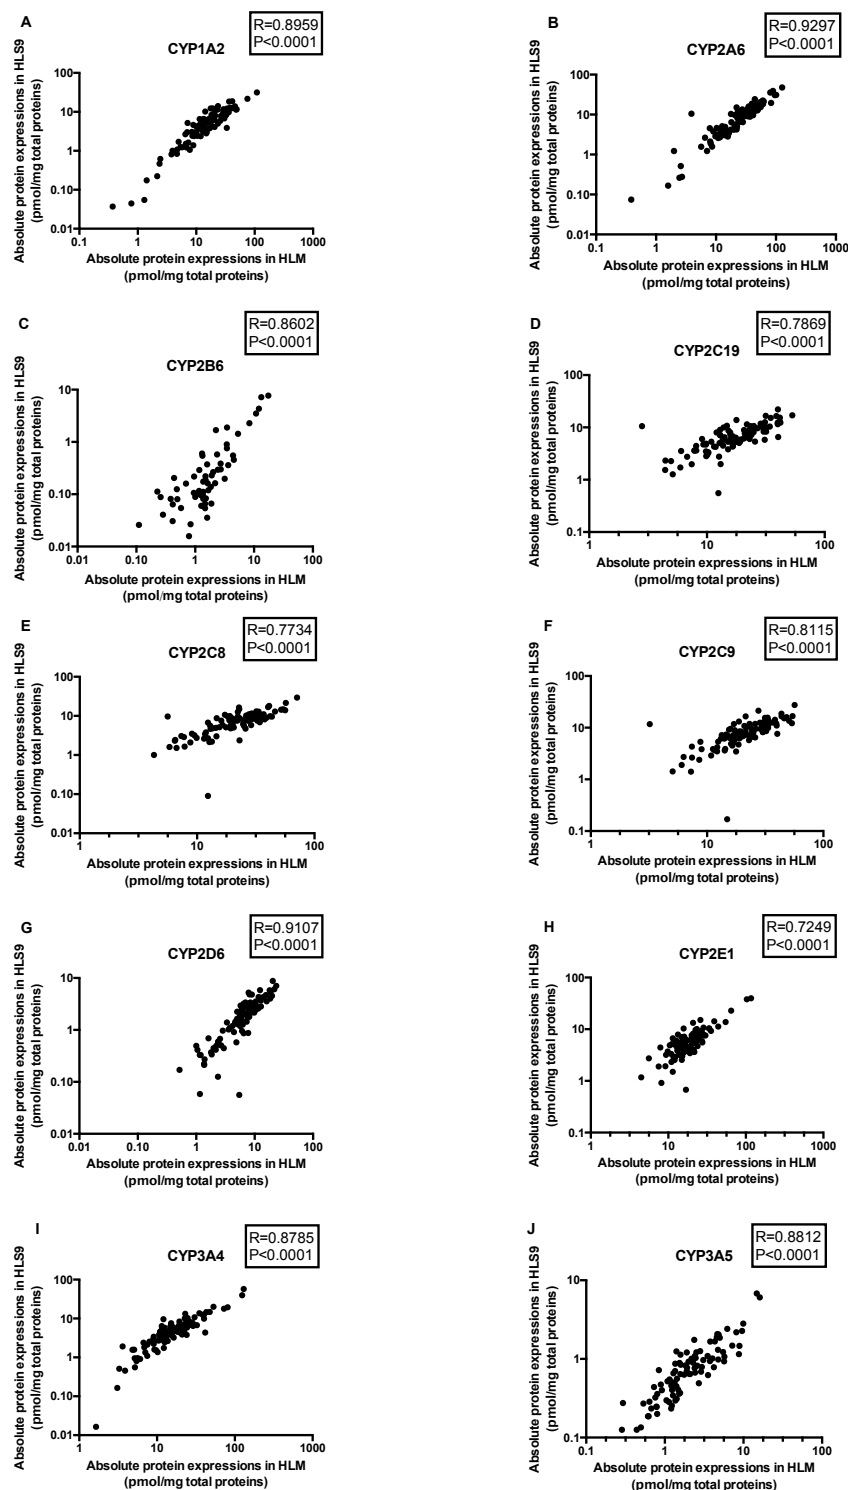 A
R=0.8959
P<0.0001
CYP1A2
Absolute protein expressions in HLS9
(pmol/mg total proteins)
100
10
1
0.10
0.01
0.1
1
10
100
1000
Absolute protein expressions in HLM
(pmol/mg total proteins)
B
R=0.9297
P<0.0001
CYP2A6
Absolute protein expressions in HLS9
(pmol/mg total proteins)
100
10
1
0.10
0.01
0.1
1
10
100
1000
Absolute protein expressions in HLM
(pmol/mg total proteins)
C
R=0.8602
P<0.0001
CYP2B6
Absolute protein expressions in HLS9
(pmol/mg total proteins)
10
1
0.10
0.01
0.01
0.10
1
10
100
Absolute protein expressions in HLM
(pmol/mg total proteins)
D
R=0.7869
P<0.0001
CYP2C19
Absolute protein expressions in HLS9
(pmol/mg total proteins)
100
10
1
0.1
1
10
100
Absolute protein expressions in HLM
(pmol/mg total proteins)
E
R=0.7734
P<0.0001
CYP2C8
Absolute protein expressions in HLS9
(pmol/mg total proteins)
100
10
1
0.10
0.01
1
10
100
Absolute protein expressions in HLM
(pmol/mg total proteins)
F
R=0.8115
P<0.0001
CYP2C9
Absolute protein expressions in HLS9
(pmol/mg total proteins)
100
10
1
0.1
1
10
100
Absolute protein expressions in HLM
(pmol/mg total proteins)
G
R=0.9107
P<0.0001
CYP2D6
Absolute protein expressions in HLS9
(pmol/mg total proteins)
10
1
0.10
0.01
0.01
0.10
1
10
100
Absolute protein expressions in HLM
(pmol/mg total proteins)
H
R=0.7249
P<0.0001
CYP2E1
Absolute protein expressions in HLS9
(pmol/mg total proteins)
100
10
1
0.1
1
10
100
1000
Absolute protein expressions in HLM
(pmol/mg total proteins)
I
R=0.8785
P<0.0001
CYP3A4
Absolute protein expressions in HLS9
(pmol/mg total proteins)
100
10
1
0.10
0.01
1
10
100
1000
Absolute protein expressions in HLM
(pmol/mg total proteins)
J
R=0.8812
P<0.0001
CYP3A5
Absolute protein expressions in HLS9
(pmol/mg total proteins)
10
1
0.1
0.1
1
10
100
Absolute protein expressions in HLM
(pmol/mg total proteins)